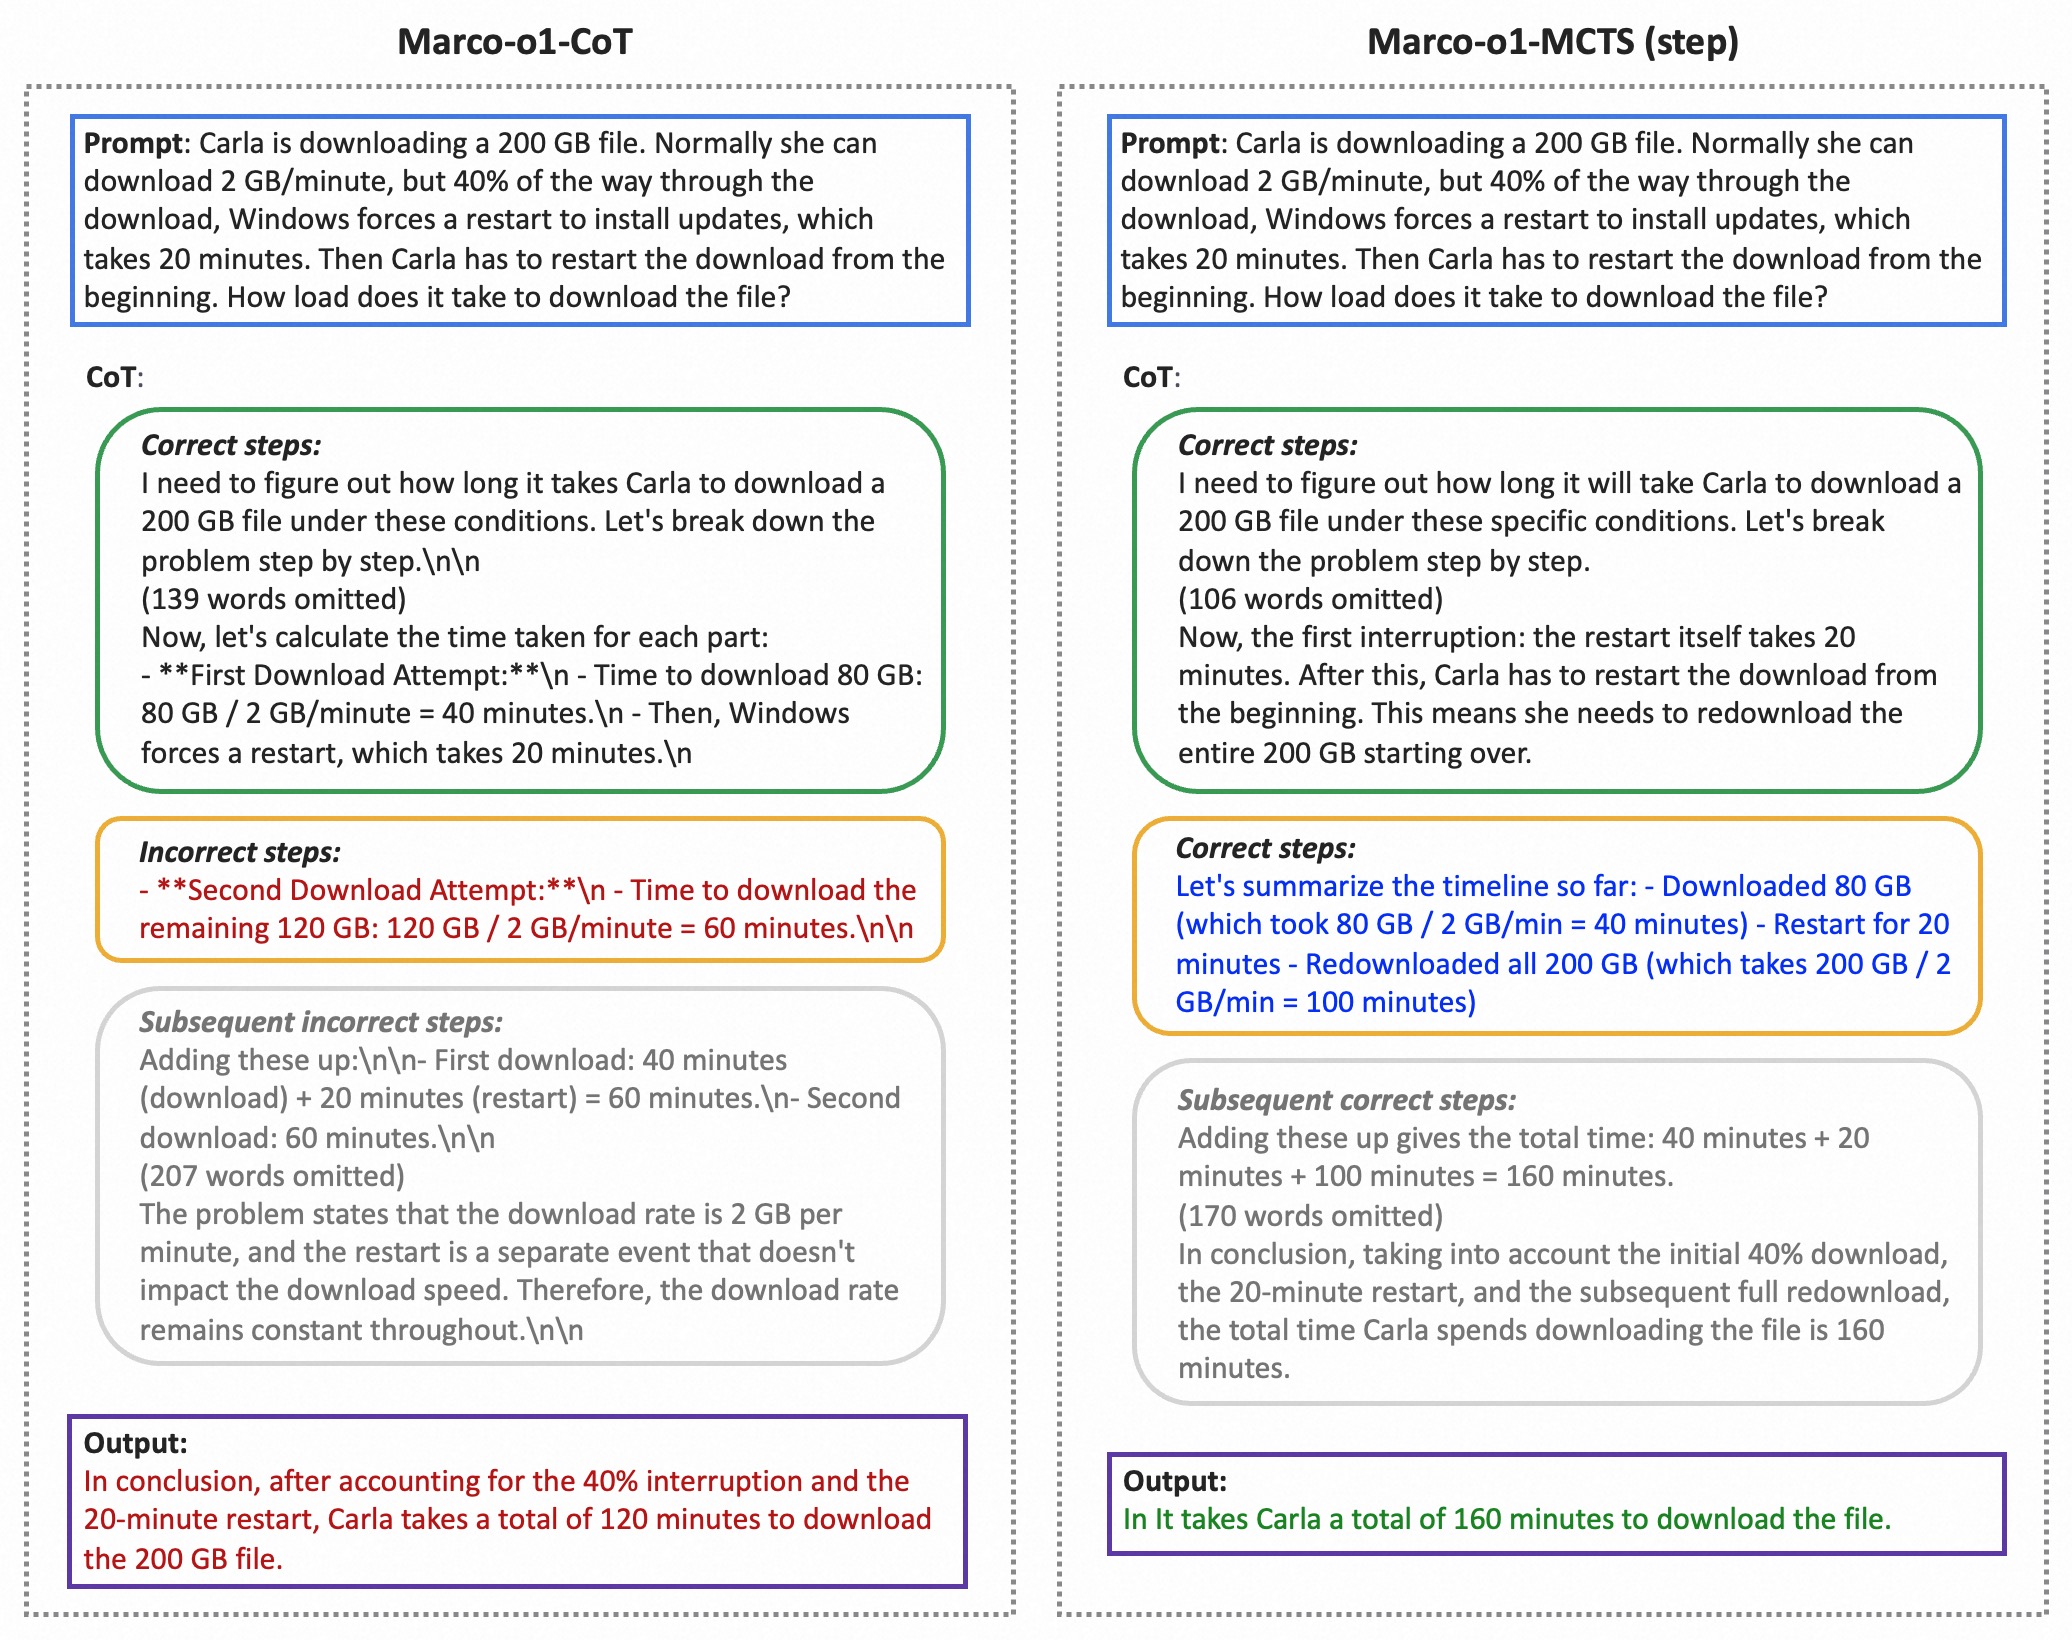 Marco-o1-CoT
Prompt: Carla is downloading a 200 GB file. Normally she can
download 2 GB/minute, but 40% of the way through the
download, Windows forces a restart to install updates, which
takes 20 minutes. Then Carla has to restart the download from the
beginning. How load does it take to download the file?
CoT:
Correct steps:
I need to figure out how long it takes Carla to download a
200 GB file under these conditions. Let's break down the
problem step by step.\n\n
(139 words omitted)
Now, let's calculate the time taken for each part:
- **First Download Attempt:**\n - Time to download 80 GB:
80 GB / 2 GB/minute = 40 minutes.\n - Then, Windows
forces a restart, which takes 20 minutes.\n
Incorrect steps:
- **Second Download Attempt:**\n - Time to download the
remaining 120 GB: 120 GB / 2 GB/minute = 60 minutes.\n\n
Subsequent incorrect steps:
Adding these up:\n\n- First download: 40 minutes
(download) + 20 minutes (restart) = 60 minutes.\n- Second
download: 60 minutes.\n\n
(207 words omitted)
The problem states that the download rate is 2 GB per
minute, and the restart is a separate event that doesn't
impact the download speed. Therefore, the download rate
remains constant throughout.\n\n
Output:
In conclusion, after accounting for the 40% interruption and the
20-minute restart, Carla takes a total of 120 minutes to download
the 200 GB file.
Marco-o1-MCTS (step)
Prompt: Carla is downloading a 200 GB file. Normally she can
download 2 GB/minute, but 40% of the way through the
download, Windows forces a restart to install updates, which
takes 20 minutes. Then Carla has to restart the download from the
beginning. How load does it take to download the file?
CoT:
Correct steps:
I need to figure out how long it will take Carla to download a
200 GB file under these specific conditions. Let's break
down the problem step by step.
(106 words omitted)
Now, the first interruption: the restart itself takes 20
minutes. After this, Carla has to restart the download from
the beginning. This means she needs to redownload the
entire 200 GB starting over.
Correct steps:
Let's summarize the timeline so far: - Downloaded 80 GB
(which took 80 GB / 2 GB/min = 40 minutes) - Restart for 20
minutes - Redownloaded all 200 GB (which takes 200 GB / 2
GB/min = 100 minutes)
Subsequent correct steps:
Adding these up gives the total time: 40 minutes + 20
minutes + 100 minutes = 160 minutes.
(170 words omitted)
In conclusion, taking into account the initial 40% download,
the 20-minute restart, and the subsequent full redownload,
the total time Carla spends downloading the file is 160
minutes.
Output:
In It takes Carla a total of 160 minutes to download the file.